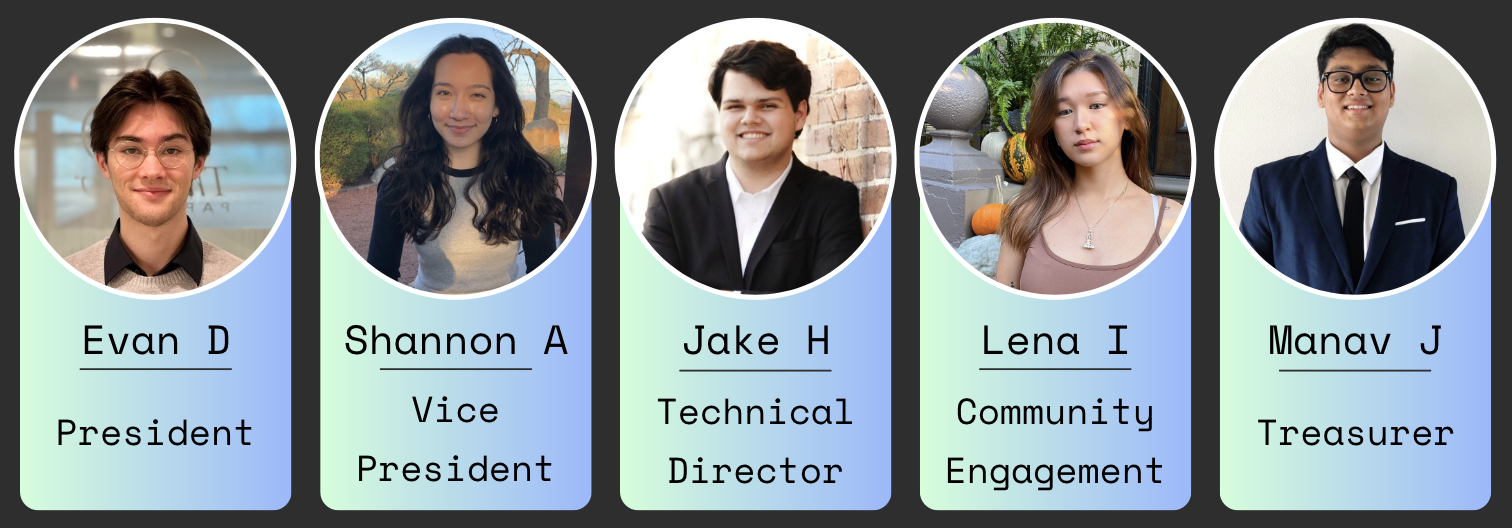 Evan D
President
Shannon A
Vice
President
Jake H
Technical
Director
Lena I
Community
Engagement
Manav J
Treasurer